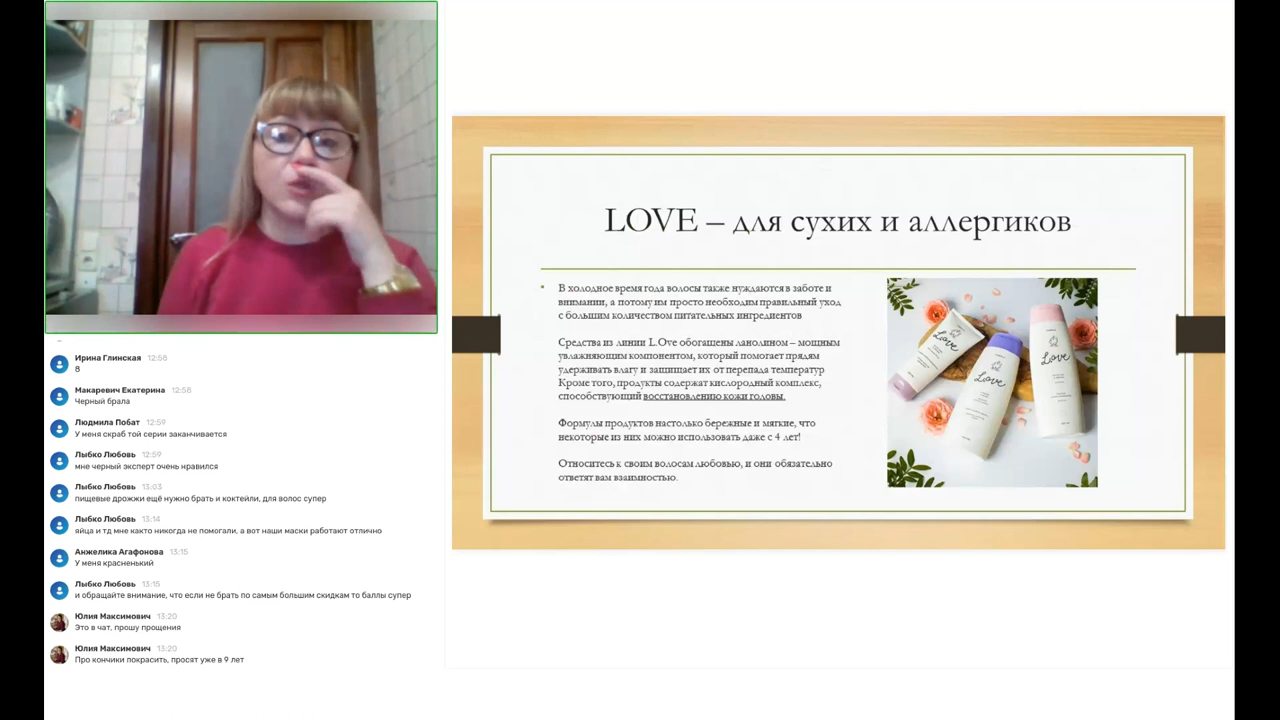 Ирина Глинская 12:58
8
Макаревич Екатерина 12:58
Черный брала
Людмила Побат 12:59
У меня скраб той серии заканчивается
Лыбко Любовь 12:59
мне черный эксперт очень нравился
Лыбко Любовь 13:03
пищевые дрожжи ещё нужно брать и коктейли, для волос супер
Лыбко Любовь 13:14
яйца и тд мне както никогда не помогали, а вот наши маски работают отлично
Анжелика Агафонова 13:15
У меня красненький
Лыбко Любовь 13:15
и обращайте внимание, что если не брать по самым большим скидкам то баллы супер
Юлия Максимович 13:20
Это в чат, прошу прощения
Юлия Максимович 13:20
Про кончики покрасить, просят уже в 9 лет
LOVE – для сухих и аллергиков
• В холодное время года волосы также нуждаются в заботе и
внимании, а потому им просто необходим правильный уход
с большим количеством питательных ингредиентов
Средства из линии L.Ove обогащены ланолином – мощным
увлажняющим компонентом, который помогает прядям
удерживать влагу и защищает их от перепада температур
Кроме того, продукты содержат кислородный комплекс,
способствующий восстановлению кожи головы.
Формулы продуктов настолько бережные и мягкие, что
некоторые из них можно использовать даже с 4 лет!
Относитесь к своим волосам любовью, и они обязательно
ответят вам взаимностью.
Love
Love
Love